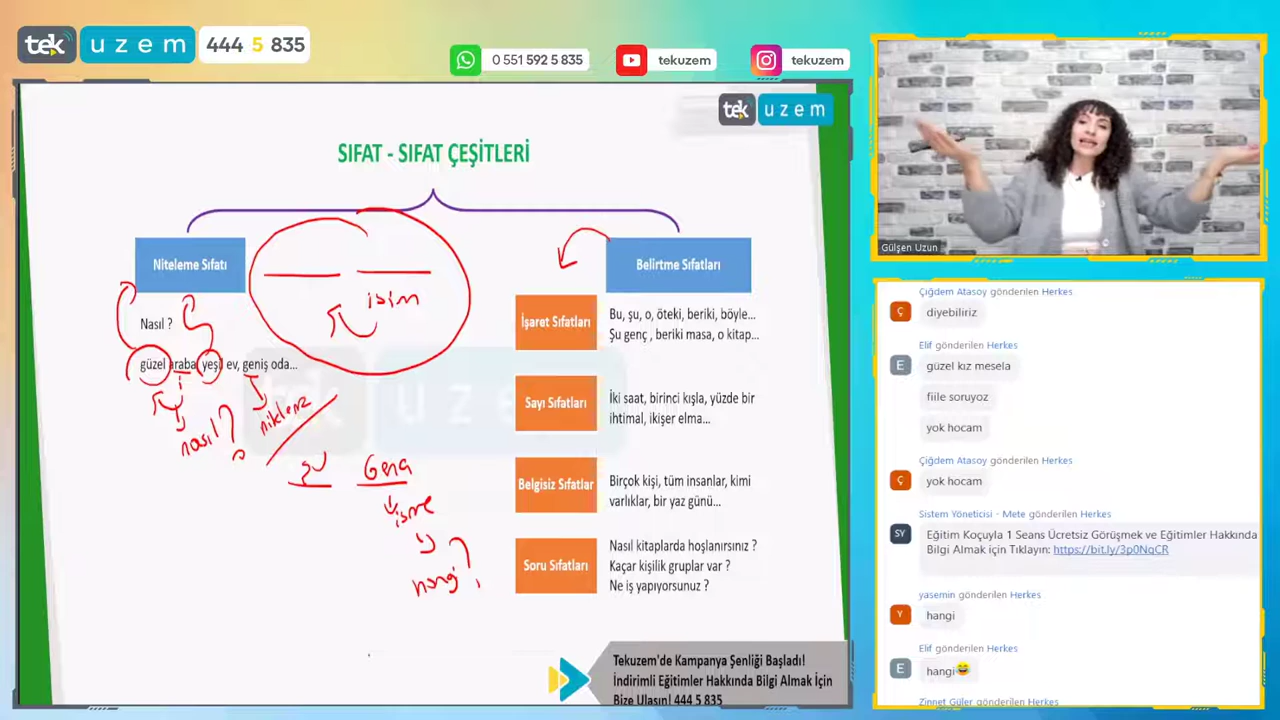 tek
uzem
444 5 835
0 551 592 5 835
tekuzem
tekuzem
tek uzem
SIFAT - SIFAT ÇEŞİTLERİ
Niteleme Sıfatı
Belirtme Sıfatları
isim
Nasıl ?
güzel araba, yeşil ev, geniş oda...
nasıl?
şu Genç
isme
hangi?
İşaret Sıfatları
Bu, şu, o, öteki, beriki, böyle...
Şu genç , beriki masa, o kitap...
Sayı Sıfatları
İki saat, birinci kışla, yüzde bir
ihtimal, ikişer elma...
Belgisiz Sıfatlar
Birçok kişi, tüm insanlar, kimi
varlıklar, bir yaz günü...
Soru Sıfatları
Nasıl kitaplarda hoşlanırsınız ?
Kaçar kişilik gruplar var ?
Ne iş yapıyorsunuz ?
Tekuzem'de Kampanya Şenliği Başladı!
İndirimli Eğitimler Hakkında Bilgi Almak İçin
Bize Ulaşın! 444 5 835
Gülşen Uzun
Çiğdem Atasoy gönderilen Herkes
Ç
diyebiliriz
Elif gönderilen Herkes
E
güzel kız mesela
fiile soruyoz
yok hocam
Çiğdem Atasoy gönderilen Herkes
Ç
yok hocam
Sistem Yöneticisi - Mete gönderilen Herkes
SY
Eğitim Koçuyla 1 Seans Ücretsiz Görüşmek ve Eğitimler Hakkında
Bilgi Almak için Tıklayın: https://bit.ly/3p0NqCR
yasemin gönderilen Herkes
Y
hangi
Elif gönderilen Herkes
E
hangi😂
Zinnet Güler gönderilen Herkes